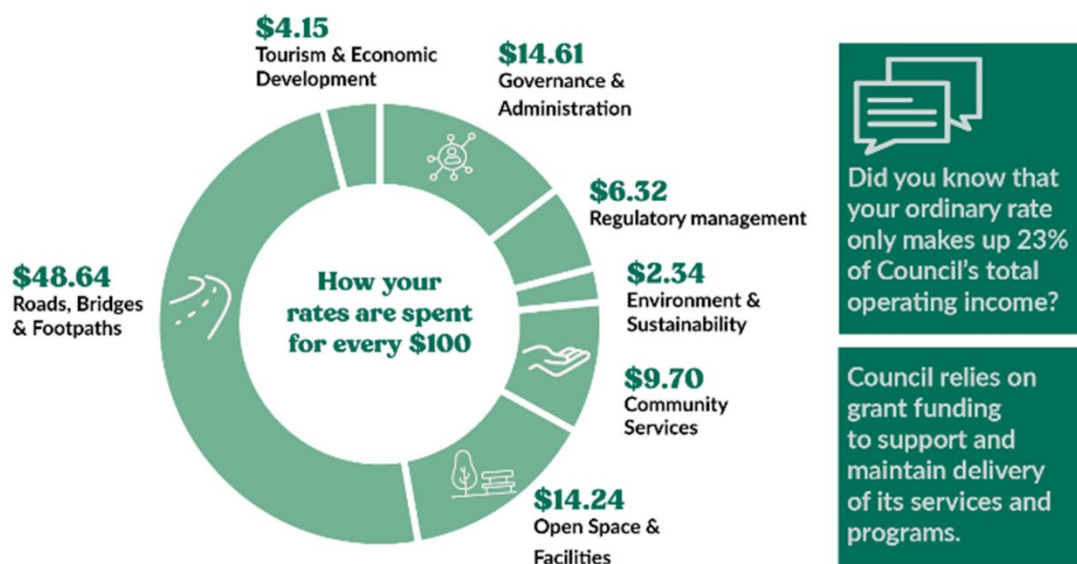 $4.15
Tourism & Economic
Development
$14.61
Governance &
Administration
$6.32
Regulatory management
$2.34
Environment &
Sustainability
$9.70
Community
Services
$14.24
Open Space &
Facilities
$48.64
Roads, Bridges
& Footpaths
How your
rates are spent
for every $100
Did you know that
your ordinary rate
only makes up 23%
of Council's total
operating income?
Council relies on
grant funding
to support and
maintain delivery
of its services and
programs.